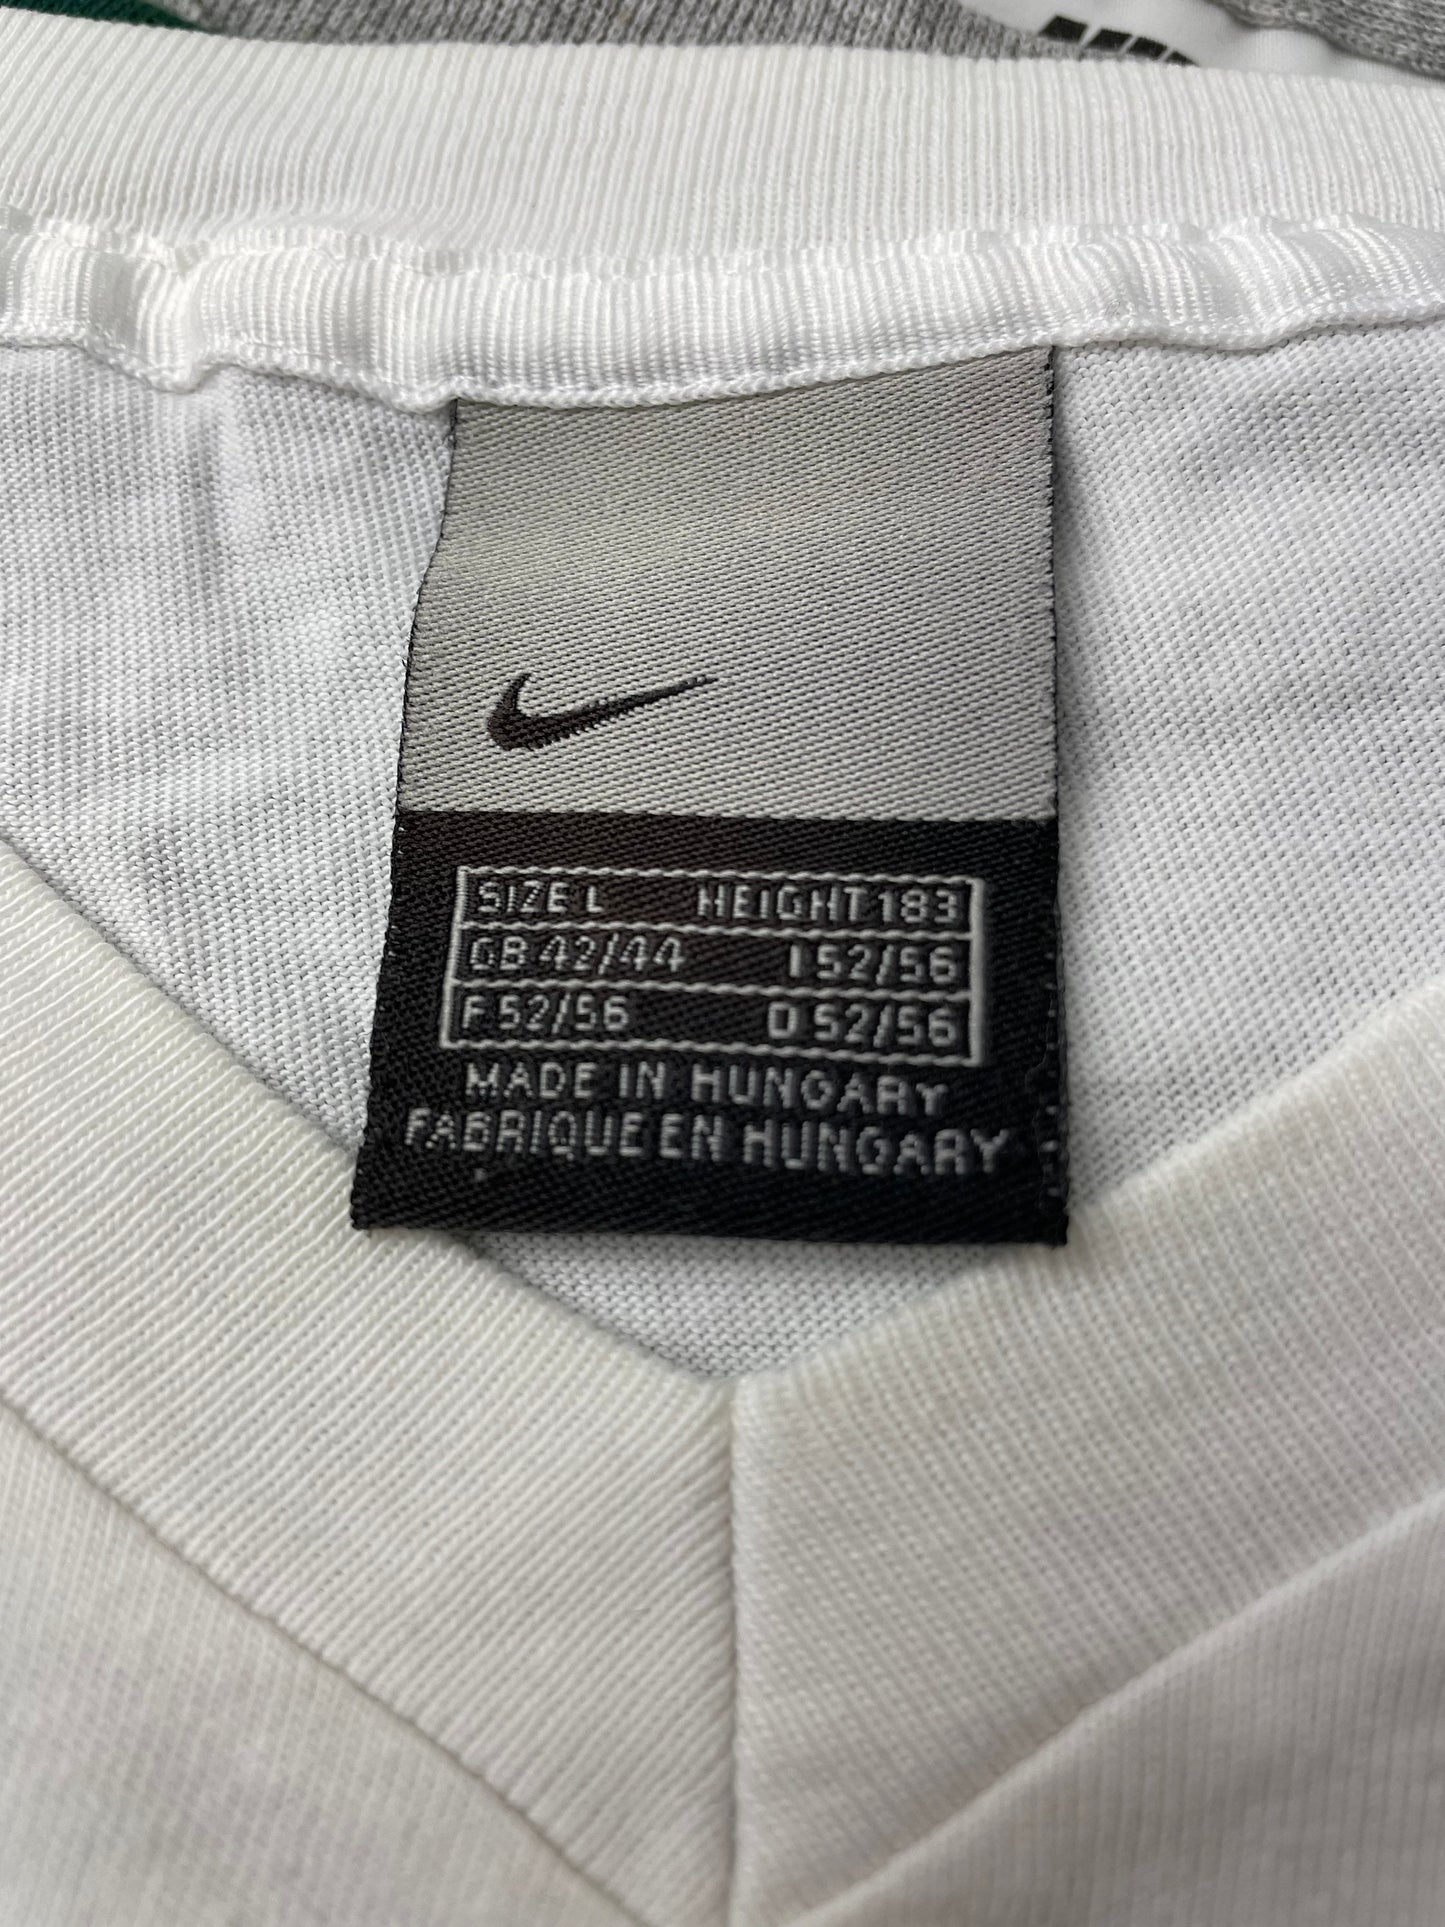 SIZE L HEIGHT 183
GB 42/44 I 52/56
F 52/56 D 52/56
MADE IN HUNGARY
FABRIQUE EN HUNGARY